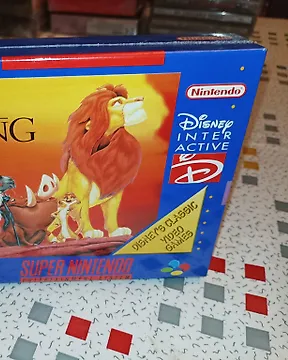 NG
Nintendo
DISNEY
INTER
ACTIVE
D
DISNEY'S CLASSIC
VIDEO
GAMES
SUPER NINTENDO